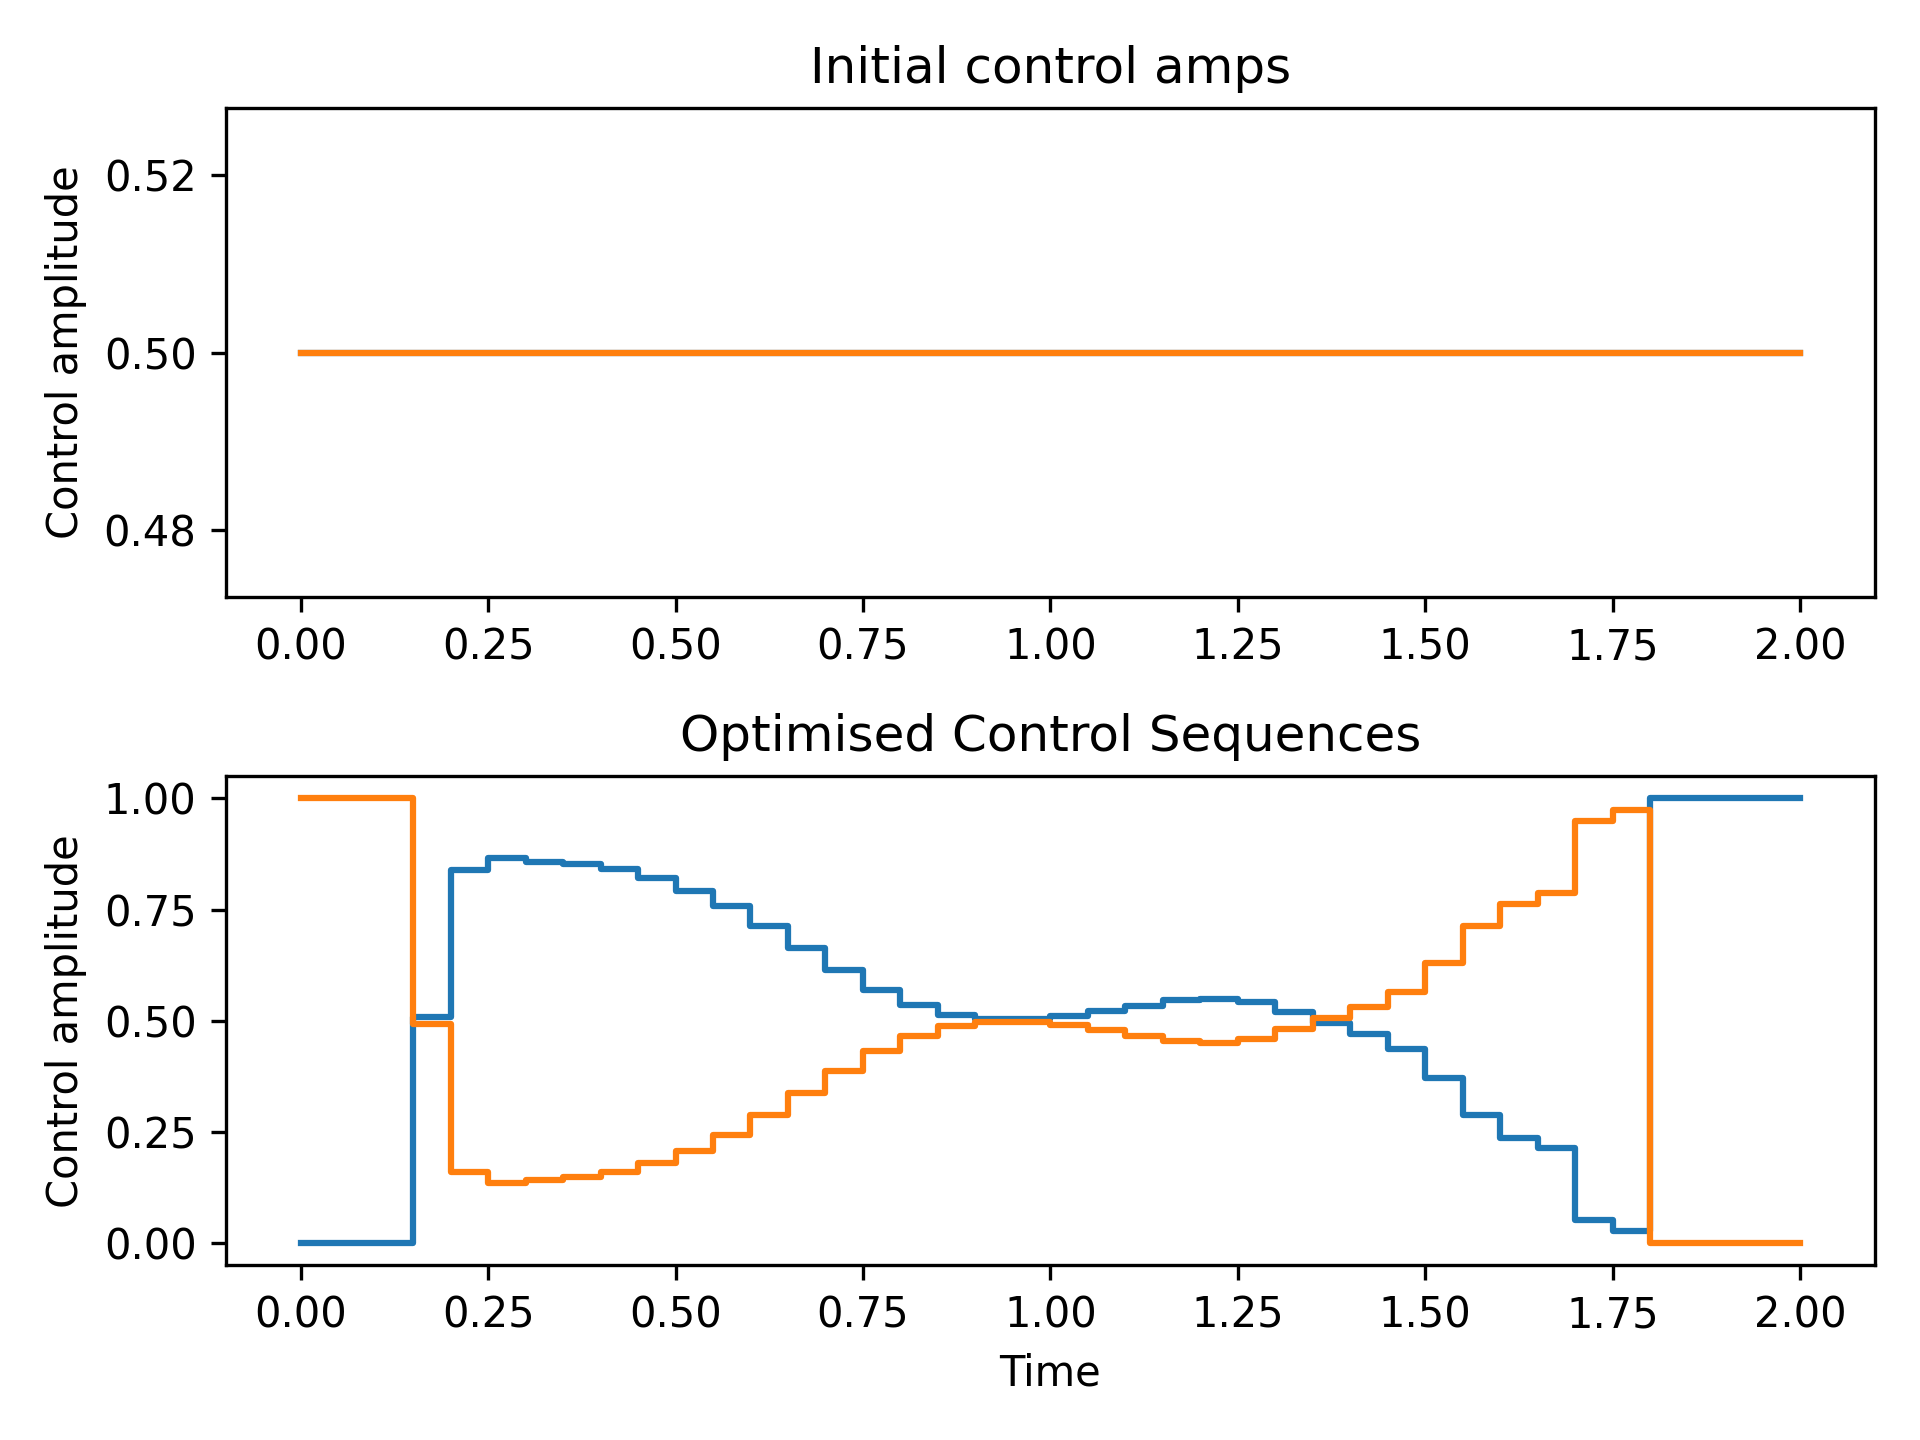 Initial control amps
Control amplitude
0.52
0.50
0.48
0.00 0.25 0.50 0.75 1.00 1.25 1.50 1.75 2.00
Optimised Control Sequences
Control amplitude
1.00
0.75
0.50
0.25
0.00
0.00 0.25 0.50 0.75 1.00 1.25 1.50 1.75 2.00
Time